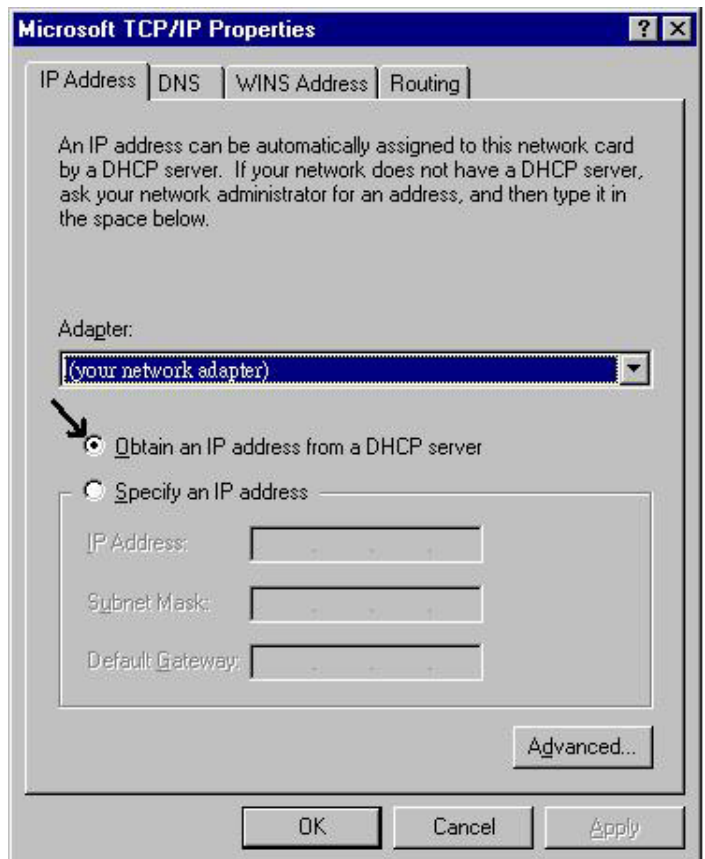 Microsoft TCP/IP Properties
IP Address DNS WINS Address Routing
An IP address can be automatically assigned to this network card
by a DHCP server. If your network does not have a DHCP server,
ask your network administrator for an address, and then type it in
the space below.
Adapter:
(your network adapter)
Obtain an IP address from a DHCP server
Specify an IP address
IP Address:
Subnet Mask:
Default Gateway:
Advanced...
OK Cancel Apply